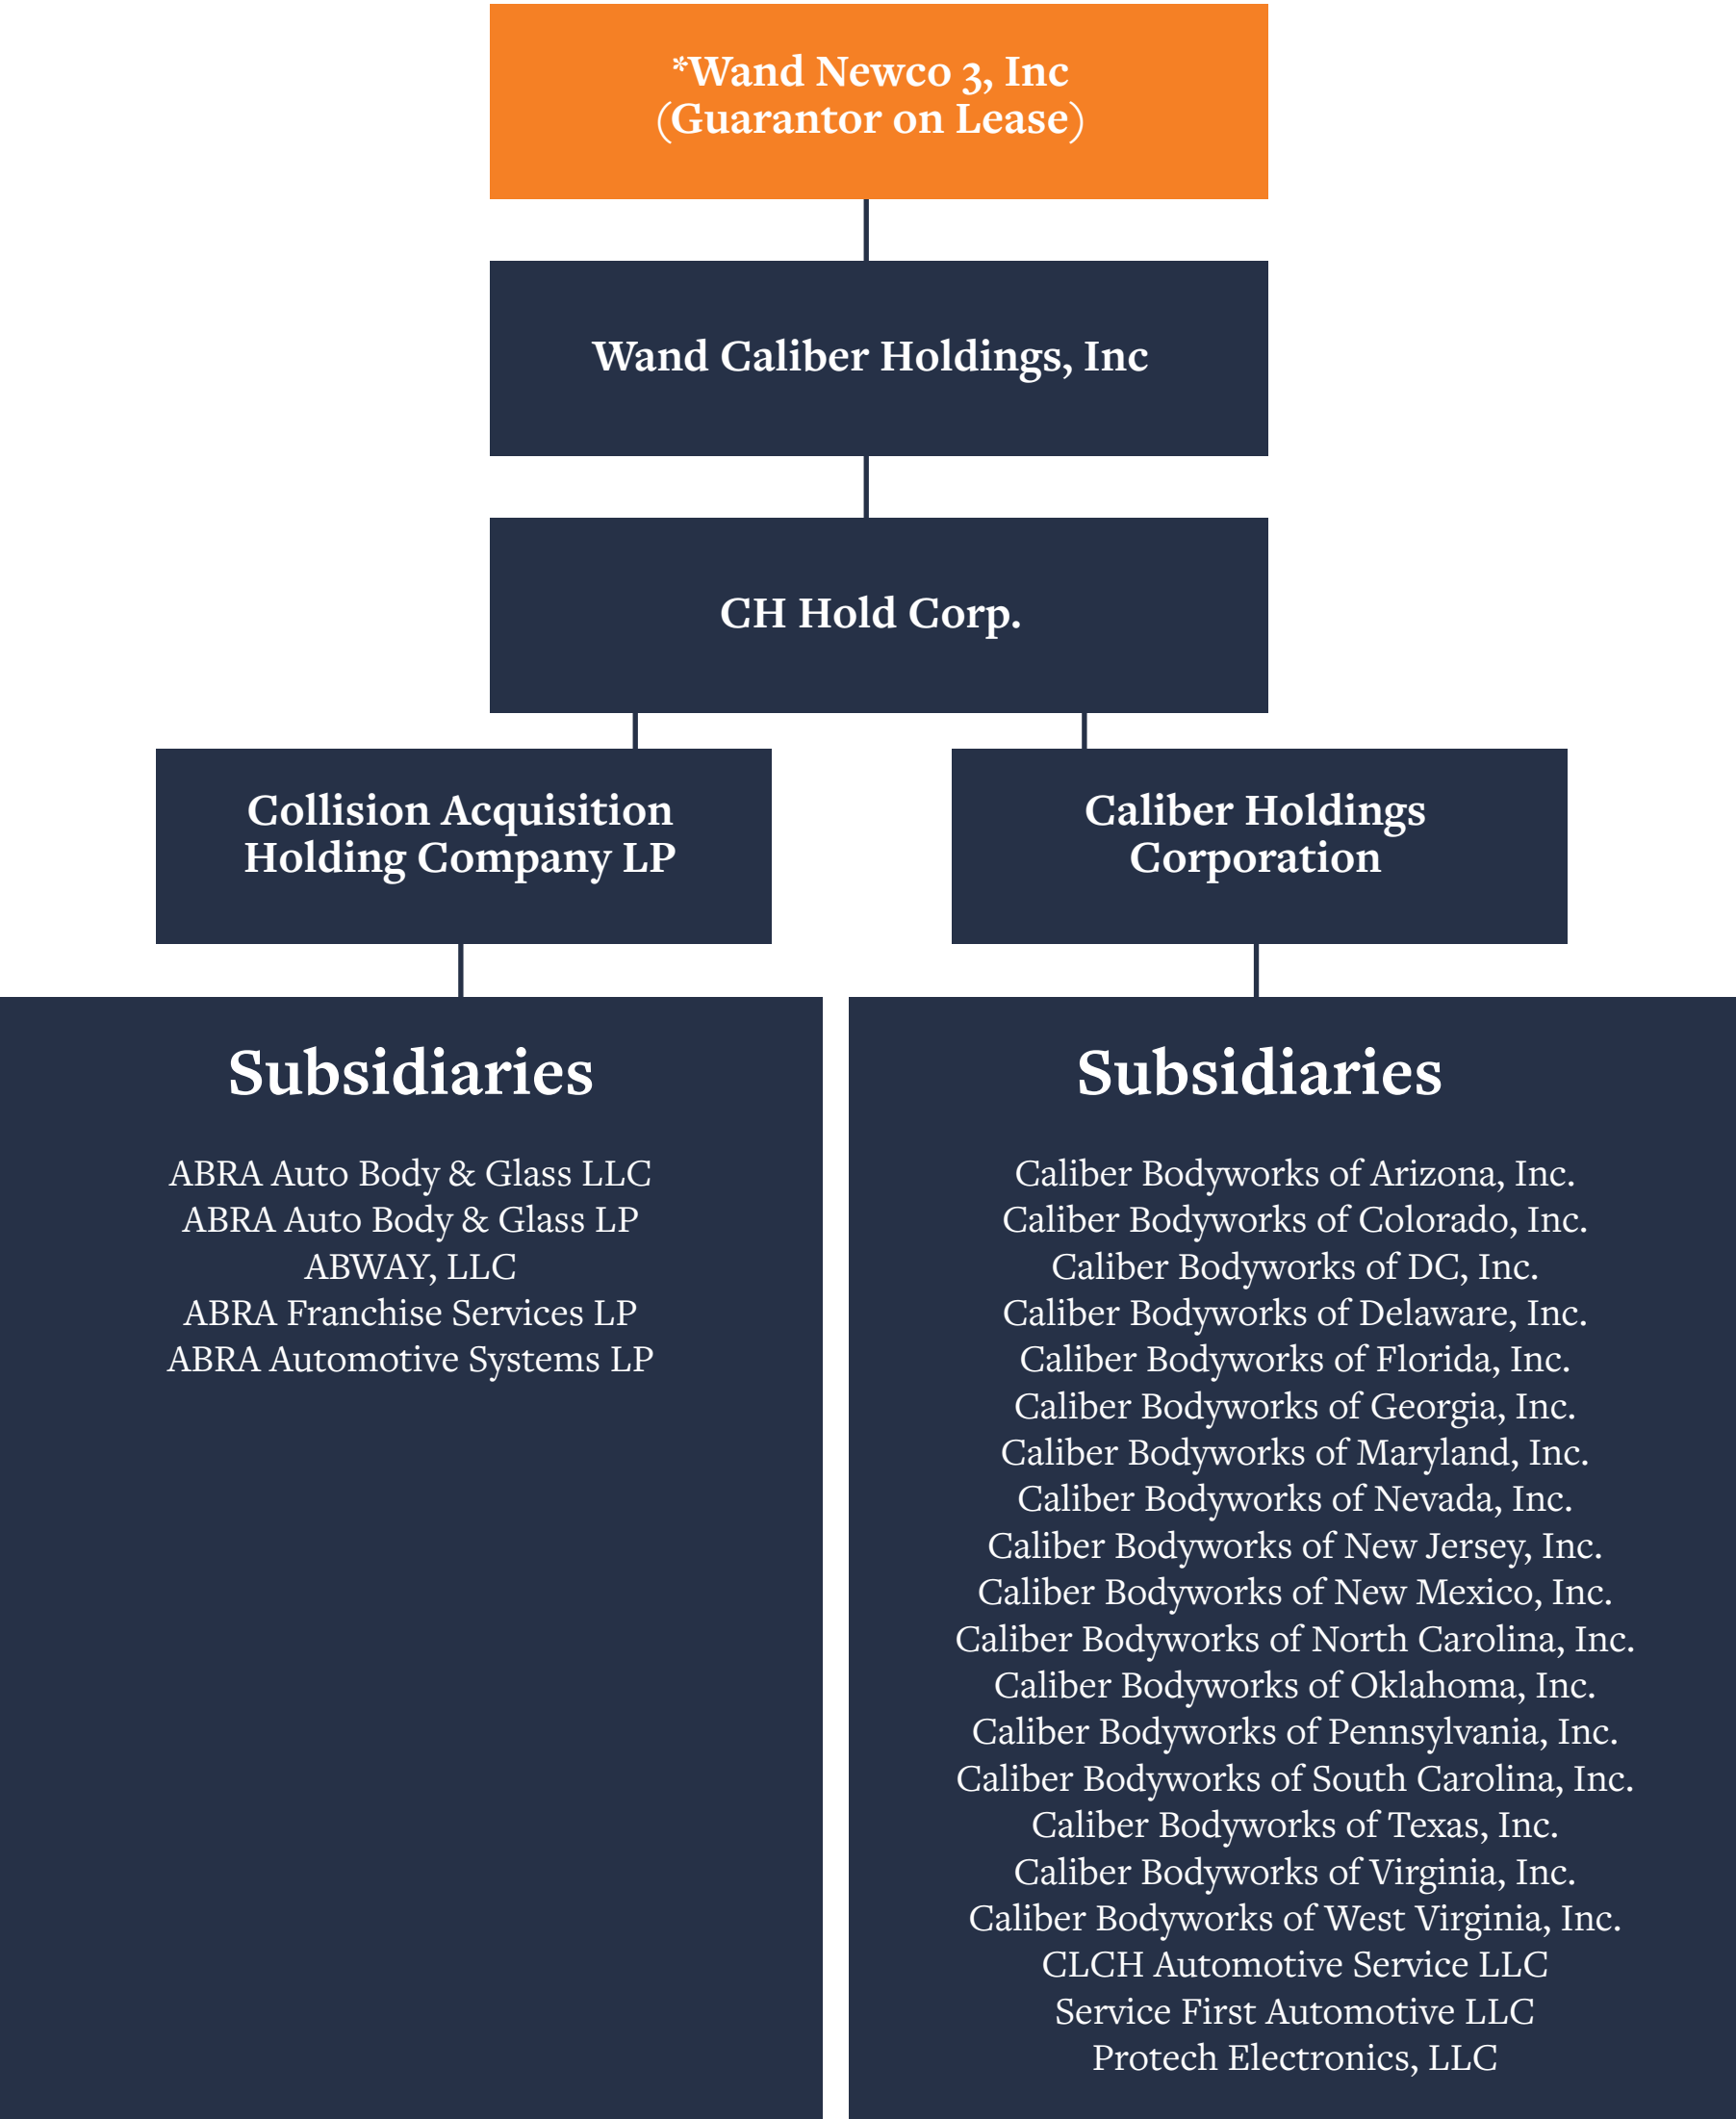 *Wand Newco 3, Inc
(Guarantor on Lease)
Wand Caliber Holdings, Inc
CH Hold Corp.
Collision Acquisition
Holding Company LP
Caliber Holdings
Corporation
Subsidiaries
ABRA Auto Body & Glass LLC
ABRA Auto Body & Glass LP
ABWAY, LLC
ABRA Franchise Services LP
ABRA Automotive Systems LP
Subsidiaries
Caliber Bodyworks of Arizona, Inc.
Caliber Bodyworks of Colorado, Inc.
Caliber Bodyworks of DC, Inc.
Caliber Bodyworks of Delaware, Inc.
Caliber Bodyworks of Florida, Inc.
Caliber Bodyworks of Georgia, Inc.
Caliber Bodyworks of Maryland, Inc.
Caliber Bodyworks of Nevada, Inc.
Caliber Bodyworks of New Jersey, Inc.
Caliber Bodyworks of New Mexico, Inc.
Caliber Bodyworks of North Carolina, Inc.
Caliber Bodyworks of Oklahoma, Inc.
Caliber Bodyworks of Pennsylvania, Inc.
Caliber Bodyworks of South Carolina, Inc.
Caliber Bodyworks of Texas, Inc.
Caliber Bodyworks of Virginia, Inc.
Caliber Bodyworks of West Virginia, Inc.
CLCH Automotive Service LLC
Service First Automotive LLC
Protech Electronics, LLC